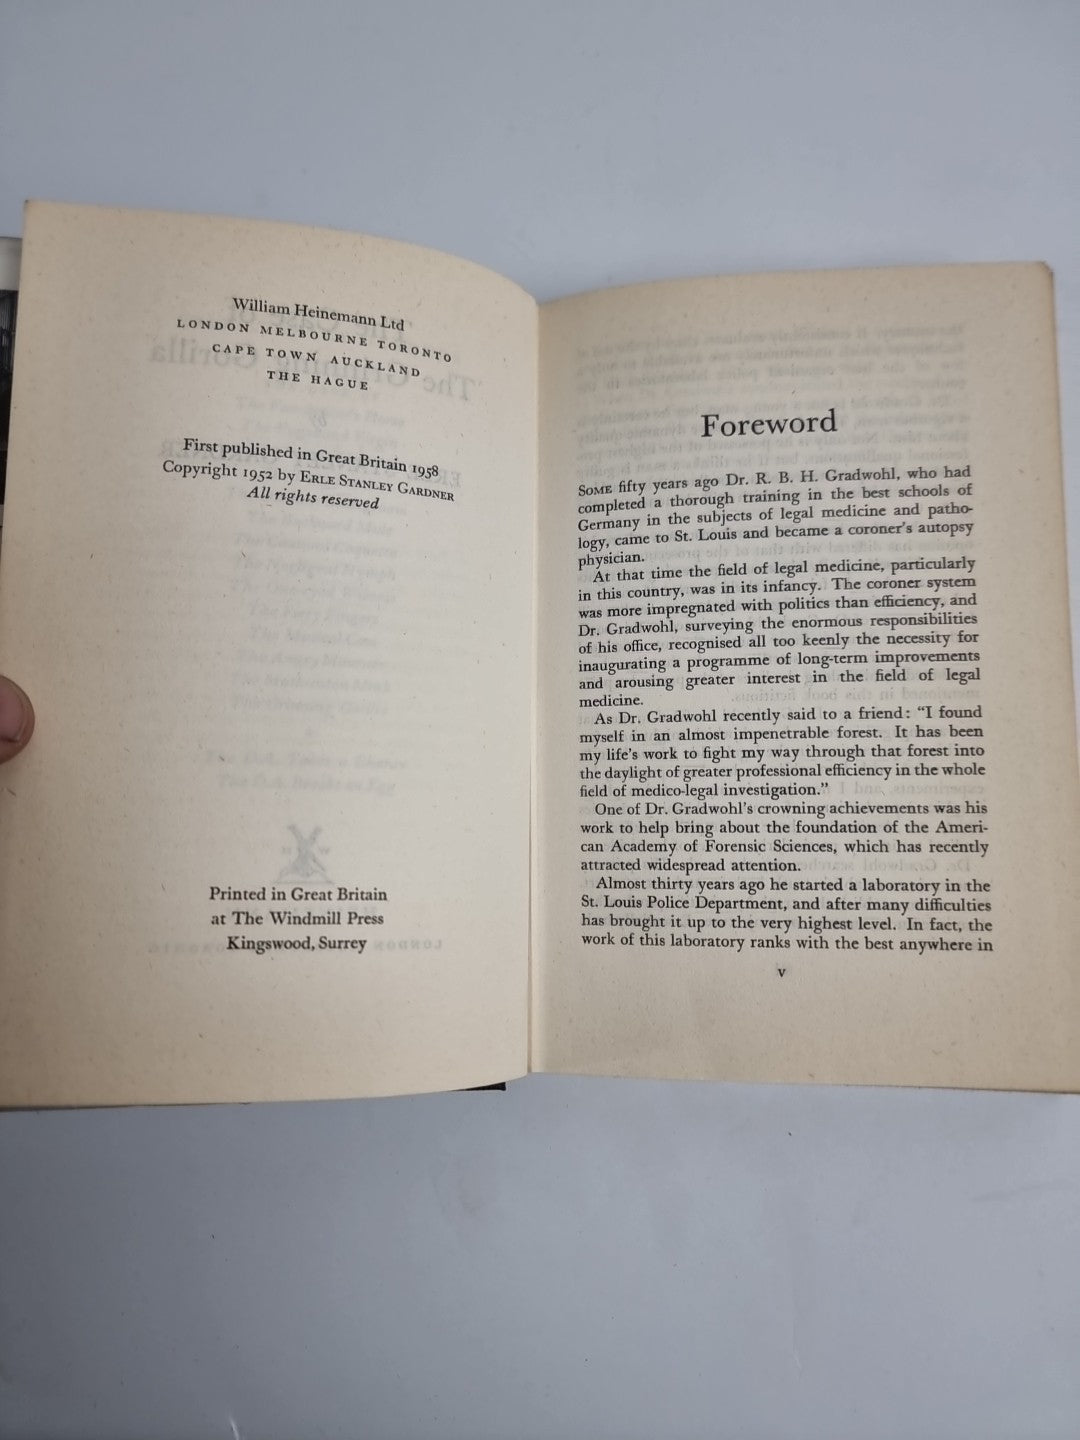 William Heinemann Ltd
LONDON MELBOURNE TORONTO
CAPE TOWN AUCKLAND
THE HAGUE
First published in Great Britain 1958
Copyright 1952 by ERLE STANLEY GARDNER
All rights reserved
Printed in Great Britain
at The Windmill Press
Kingswood, Surrey
Foreword
SOME fifty years ago Dr. R. B. H. Gradwohl, who had
completed a thorough training in the best schools of
Germany in the subjects of legal medicine and patho-
logy, came to St. Louis and became a coroner's autopsy
physician.
At that time the field of legal medicine, particularly
in this country, was in its infancy. The coroner system
was more impregnated with politics than efficiency, and
Dr. Gradwohl, surveying the enormous responsibilities
of his office, recognised all too keenly the necessity for
inaugurating a programme of long-term improvements
and arousing greater interest in the field of legal
medicine.
As Dr. Gradwohl recently said to a friend: “I found
myself in an almost impenetrable forest. It has been
my life's work to fight my way through that forest into
the daylight of greater professional efficiency in the whole
field of medico-legal investigation.”
One of Dr. Gradwohl's crowning achievements was his
work to help bring about the foundation of the Ameri-
can Academy of Forensic Sciences, which has recently
attracted widespread attention.
Almost thirty years ago he started a laboratory in the
St. Louis Police Department, and after many difficulties
has brought it up to the very highest level. In fact, the
work of this laboratory ranks with the best anywhere in
v